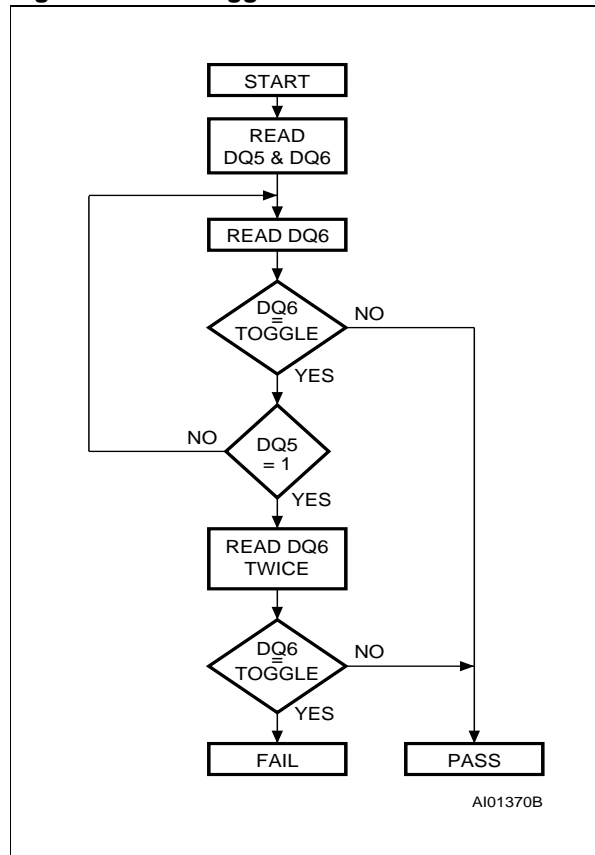 START
READ
DQ5 & DQ6
READ DQ6
DQ6
=
TOGGLE
NO
YES
NO
DQ5
= 1
YES
READ DQ6
TWICE
DQ6
=
TOGGLE
NO
YES
FAIL
PASS
AI01370B